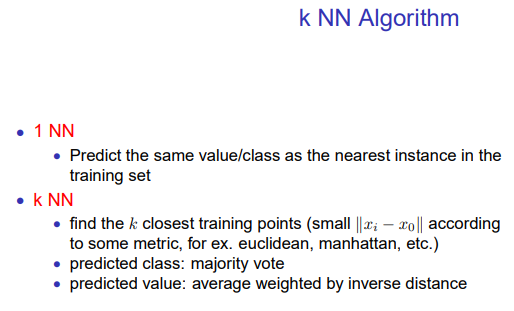 k NN Algorithm
• 1 NN
• Predict the same value/class as the nearest instance in the
training set
• k NN
• find the k closest training points (small ‖xᵢ − x₀‖ according
to some metric, for ex. euclidean, manhattan, etc.)
• predicted class: majority vote
• predicted value: average weighted by inverse distance